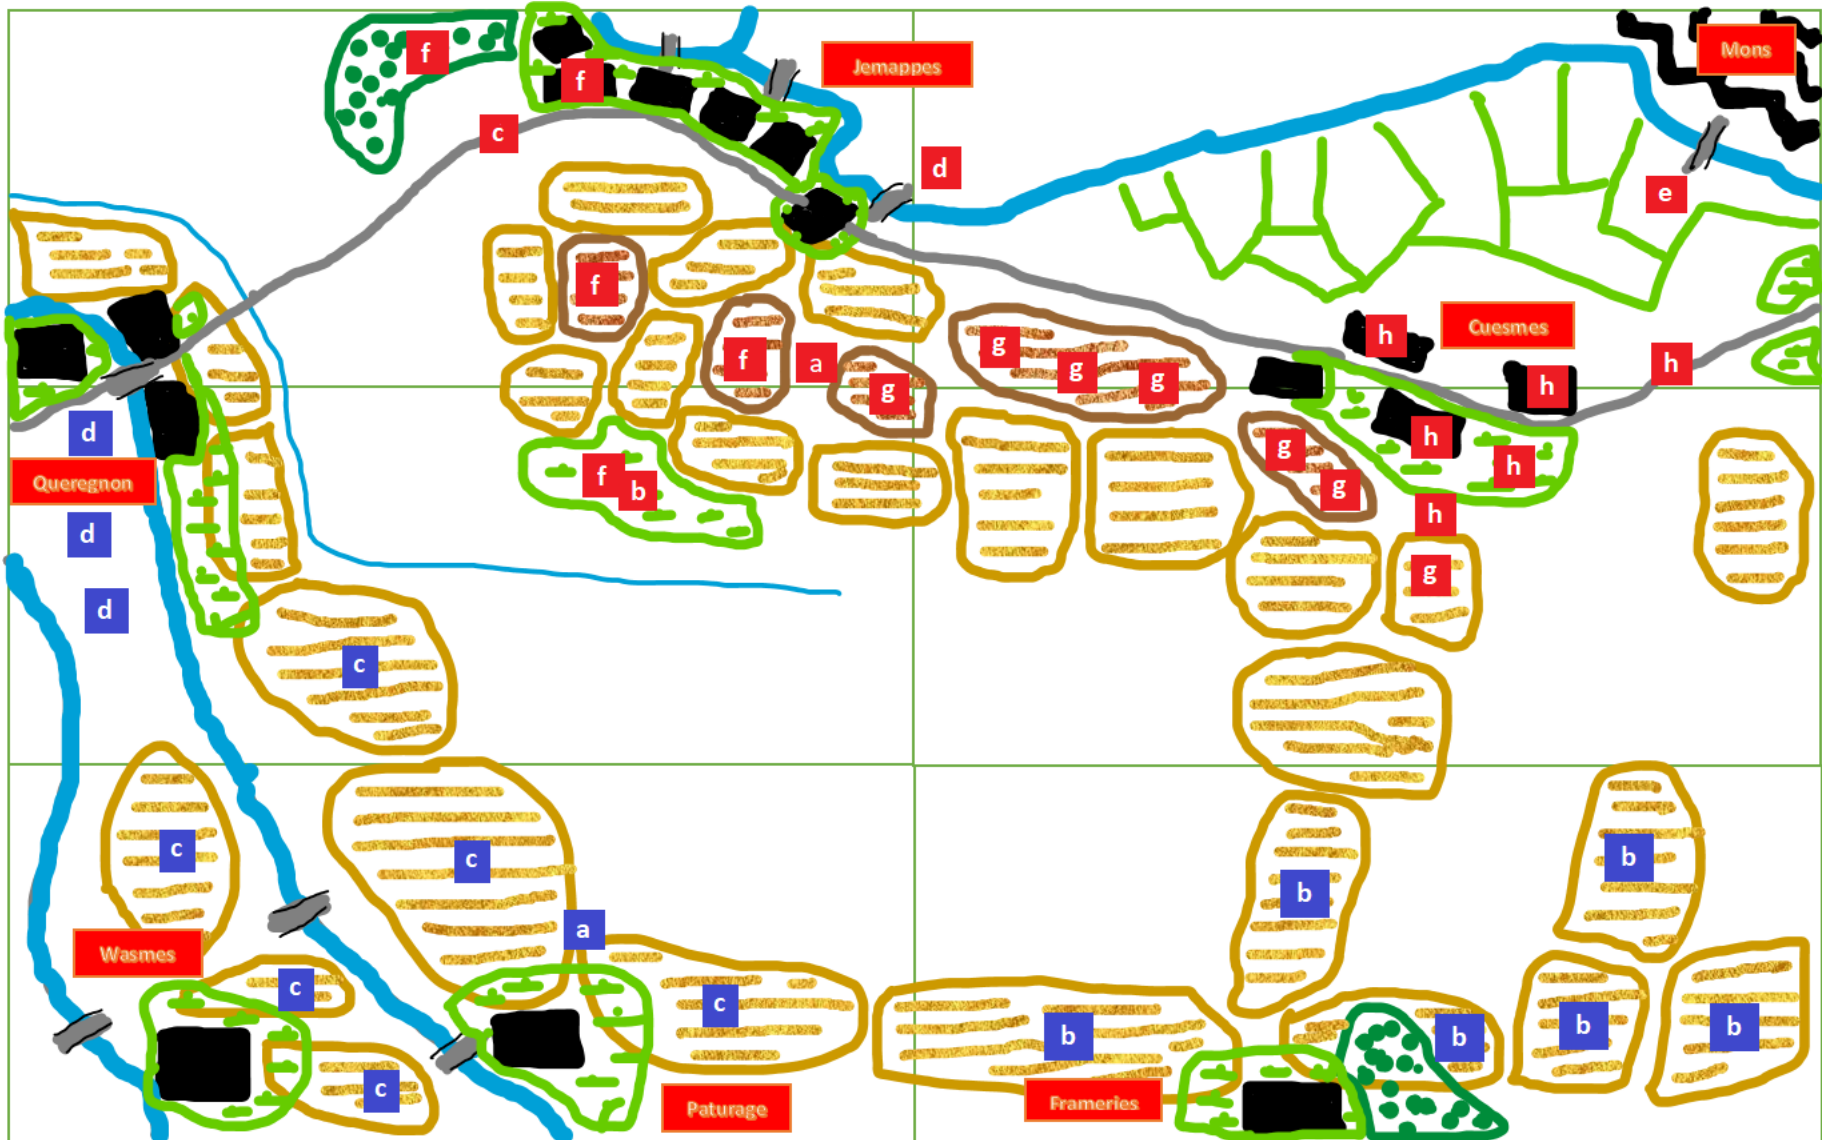 Mons
f
Jemappes
f
c
d
e
f
h
Cuesmes
g
f
a
g
g
h
g
h
d
h
g
h
Queregnon
f
b
g
h
d
g
d
c
c
c
b
b
a
Wasmes
c
c
b
b
b
b
c
Paturage
Frameries